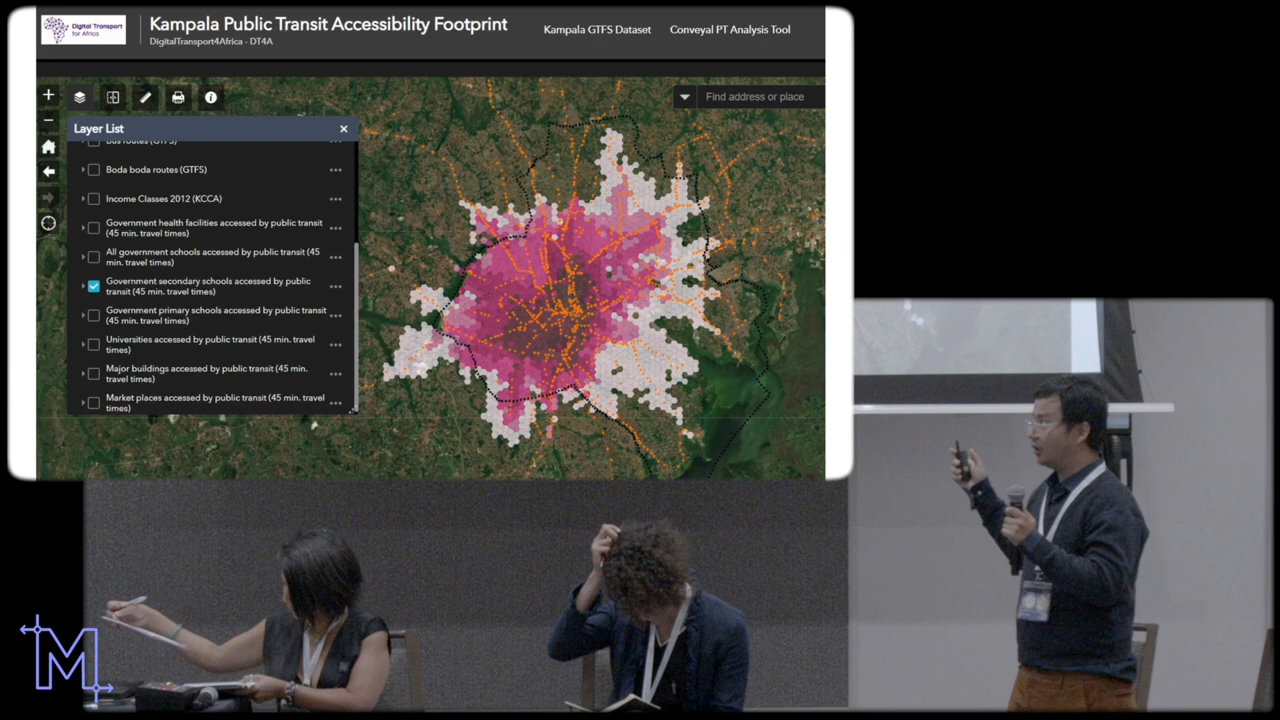 Digital Transport
for Africa
Kampala Public Transit Accessibility Footprint
DigitalTransport4Africa - DT4A
Kampala GTFS Dataset
Conveyal PT Analysis Tool
Find address or place
Layer List
Bus routes (GTFS)
Boda boda routes (GTFS)
Income Classes 2012 (KCCA)
Government health facilities accessed by public transit
(45 min. travel times)
All government schools accessed by public transit (45
min. travel times)
Government secondary schools accessed by public
transit (45 min. travel times)
Government primary schools accessed by public transit
(45 min. travel times)
Universities accessed by public transit (45 min. travel
times)
Major buildings accessed by public transit (45 min.
travel times)
Market places accessed by public transit (45 min. travel
times)
M